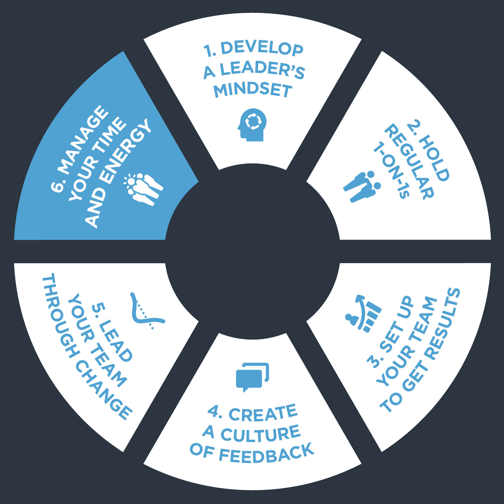 1. DEVELOP
A LEADER'S
MINDSET
2. HOLD
REGULAR
1-ON-1s
3. SET UP
YOUR TEAM
TO GET RESULTS
4. CREATE
A CULTURE
OF FEEDBACK
5. LEAD
YOUR TEAM
THROUGH CHANGE
6. MANAGE
YOUR TIME
AND ENERGY